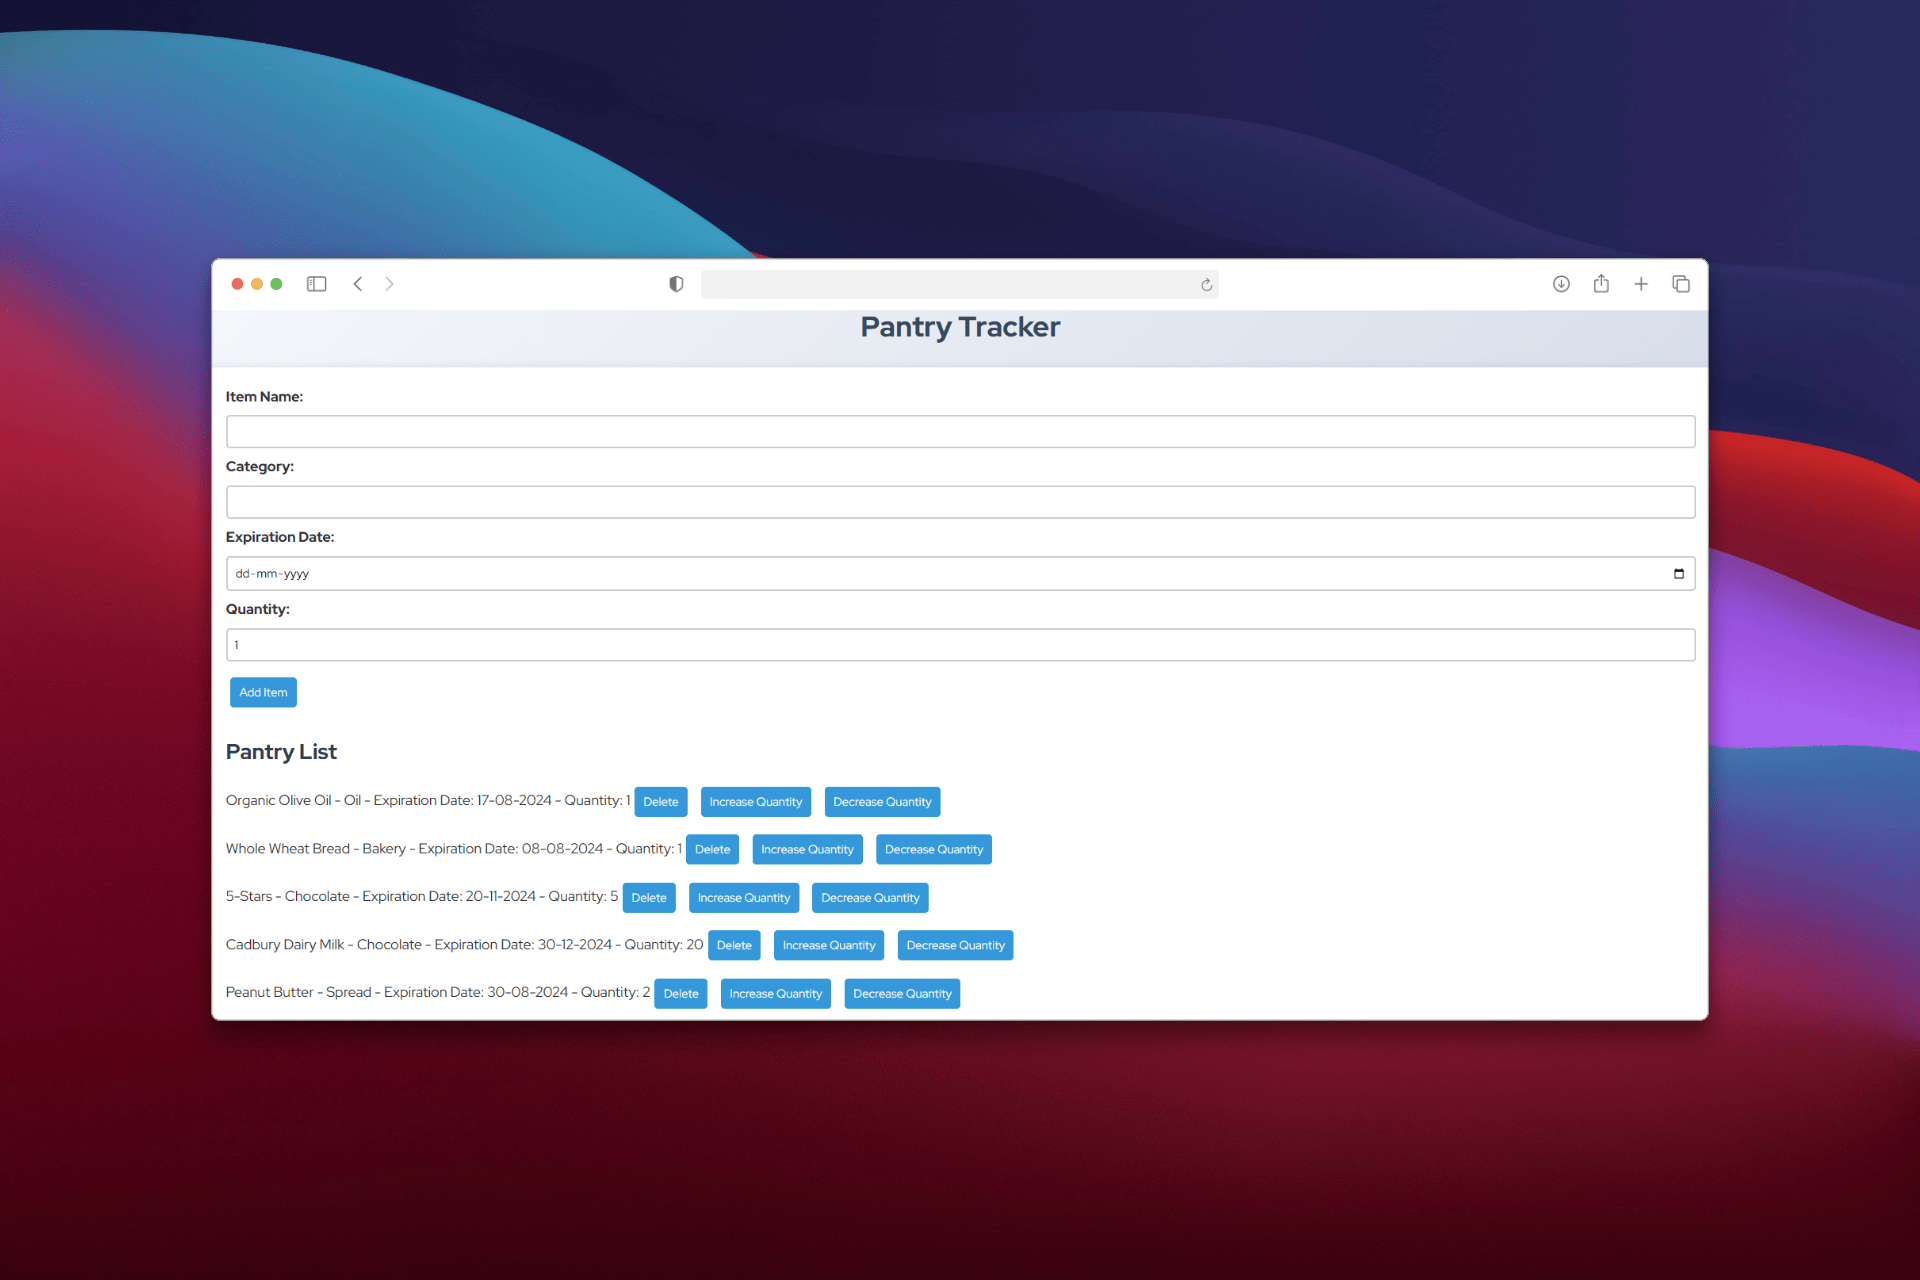 Pantry Tracker
Item Name:
Category:
Expiration Date:
dd-mm-yyyy
Quantity:
1
Add Item
Pantry List
Organic Olive Oil - Oil - Expiration Date: 17-08-2024 - Quantity: 1 Delete Increase Quantity Decrease Quantity
Whole Wheat Bread - Bakery - Expiration Date: 08-08-2024 - Quantity: 1 Delete Increase Quantity Decrease Quantity
5-Stars - Chocolate - Expiration Date: 20-11-2024 - Quantity: 5 Delete Increase Quantity Decrease Quantity
Cadbury Dairy Milk - Chocolate - Expiration Date: 30-12-2024 - Quantity: 20 Delete Increase Quantity Decrease Quantity
Peanut Butter - Spread - Expiration Date: 30-08-2024 - Quantity: 2 Delete Increase Quantity Decrease Quantity